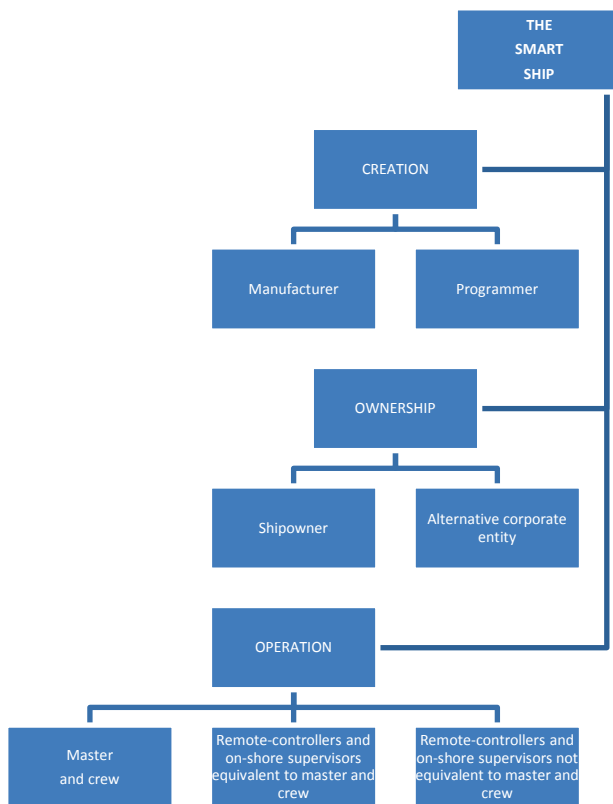 THE
SMART
SHIP
CREATION
Manufacturer
Programmer
OWNERSHIP
Shipowner
Alternative corporate
entity
OPERATION
Master
and crew
Remote-controllers and
on-shore supervisors
equivalent to master and
crew
Remote-controllers and
on-shore supervisors not
equivalent to master and
crew